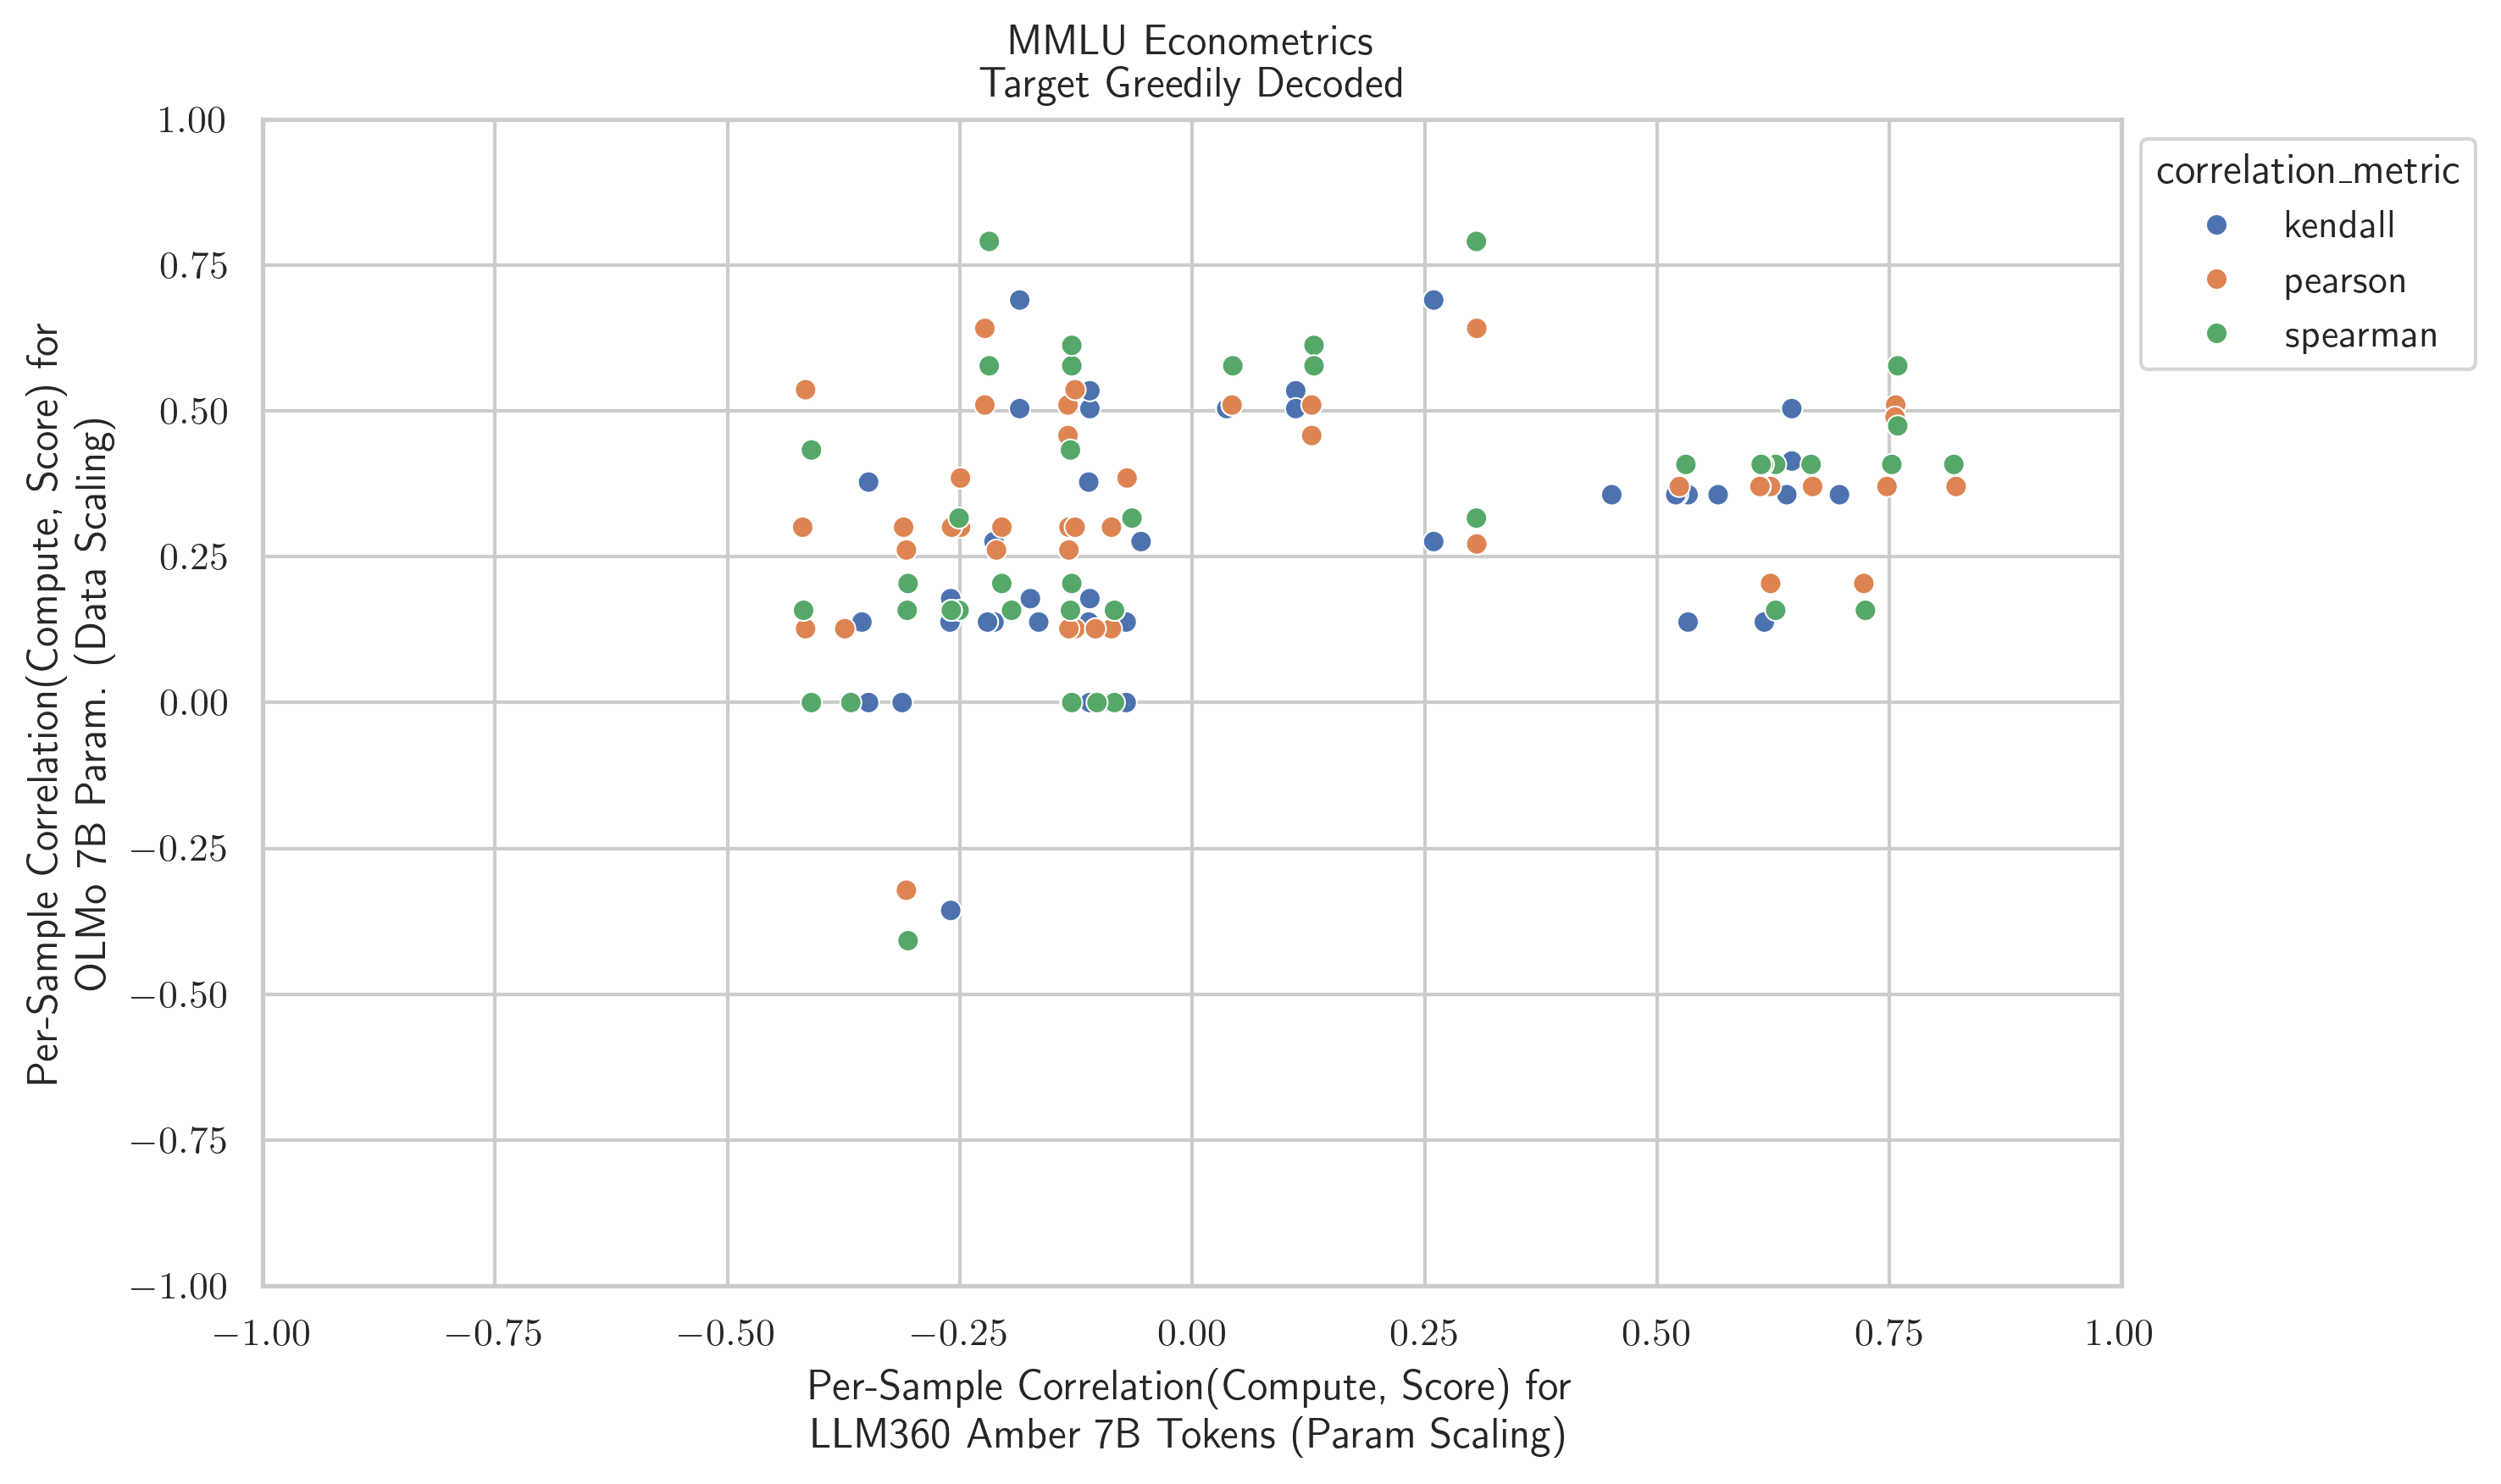 MMLU Econometrics
Target Greedily Decoded
Per-Sample Correlation(Compute, Score) for
OLMo 7B Param. (Data Scaling)
1.00
0.75
0.50
0.25
0.00
−0.25
−0.50
−0.75
−1.00
−1.00
−0.75
−0.50
−0.25
0.00
0.25
0.50
0.75
1.00
Per-Sample Correlation(Compute, Score) for
LLM360 Amber 7B Tokens (Param Scaling)
correlation_metric
kendall
pearson
spearman